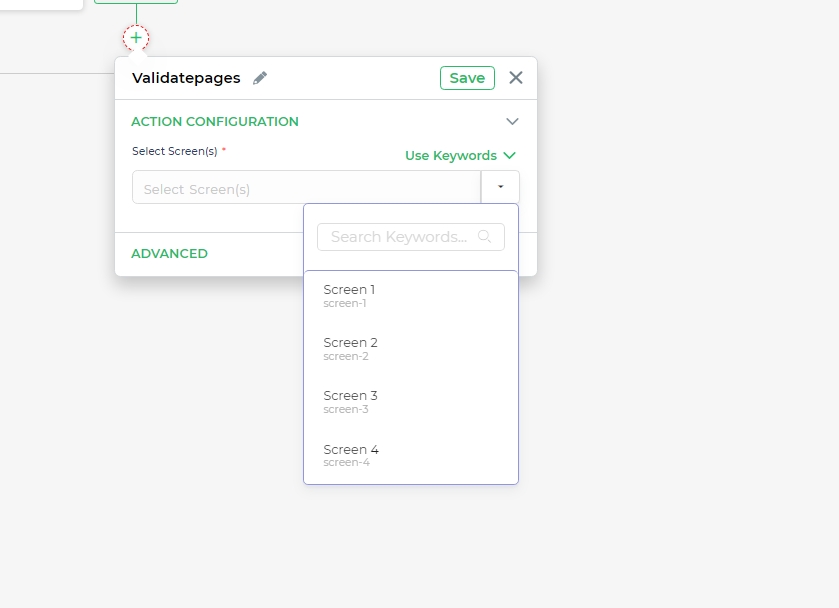 Validatepages
Save
ACTION CONFIGURATION
Select Screen(s) *
Use Keywords
Select Screen(s)
Search Keywords...
ADVANCED
Screen 1
screen-1
Screen 2
screen-2
Screen 3
screen-3
Screen 4
screen-4